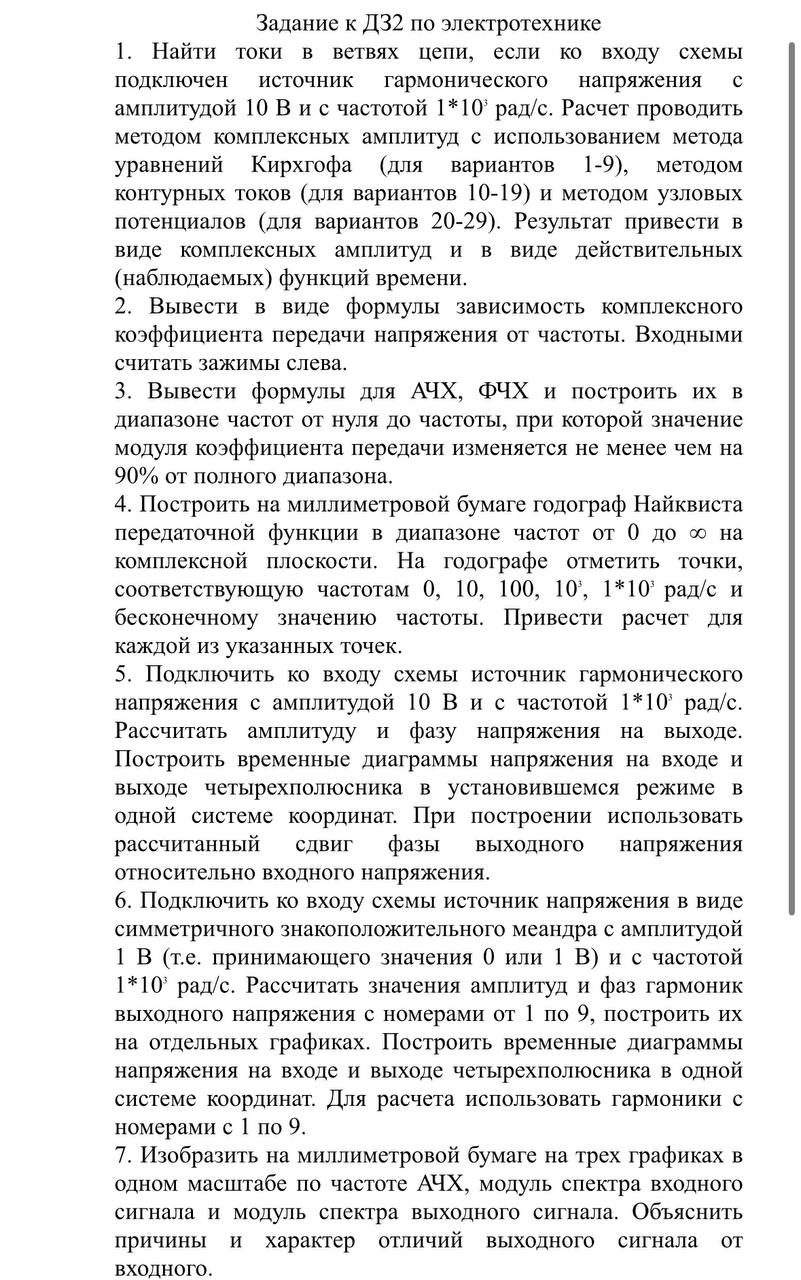 Задание к ДЗ2 по электротехнике
1. Найти токи в ветвях цепи, если ко входу схемы
подключен источник гармонического напряжения с
амплитудой 10 В и с частотой 1*10³ рад/с. Расчет проводить
методом комплексных амплитуд с использованием метода
уравнений Кирхгофа (для вариантов 1-9), методом
контурных токов (для вариантов 10-19) и методом узловых
потенциалов (для вариантов 20-29). Результат привести в
виде комплексных амплитуд и в виде действительных
(наблюдаемых) функций времени.
2. Вывести в виде формулы зависимость комплексного
коэффициента передачи напряжения от частоты. Входными
считать зажимы слева.
3. Вывести формулы для АЧХ, ФЧХ и построить их в
диапазоне частот от нуля до частоты, при которой значение
модуля коэффициента передачи изменяется не менее чем на
90% от полного диапазона.
4. Построить на миллиметровой бумаге годограф Найквиста
передаточной функции в диапазоне частот от 0 до ∞ на
комплексной плоскости. На годографе отметить точки,
соответствующую частотам 0, 10, 100, 10³, 1*10³ рад/с и
бесконечному значению частоты. Привести расчет для
каждой из указанных точек.
5. Подключить ко входу схемы источник гармонического
напряжения с амплитудой 10 В и с частотой 1*10³ рад/с.
Рассчитать амплитуду и фазу напряжения на выходе.
Построить временные диаграммы напряжения на входе и
выходе четырехполюсника в установившемся режиме в
одной системе координат. При построении использовать
рассчитанный сдвиг фазы выходного напряжения
относительно входного напряжения.
6. Подключить ко входу схемы источник напряжения в виде
симметричного знакоположительного меандра с амплитудой
1 В (т.е. принимающего значения 0 или 1 В) и с частотой
1*10³ рад/с. Рассчитать значения амплитуд и фаз гармоник
выходного напряжения с номерами от 1 по 9, построить их
на отдельных графиках. Построить временные диаграммы
напряжения на входе и выходе четырехполюсника в одной
системе координат. Для расчета использовать гармоники с
номерами с 1 по 9.
7. Изобразить на миллиметровой бумаге на трех графиках в
одном масштабе по частоте АЧХ, модуль спектра входного
сигнала и модуль спектра выходного сигнала. Объяснить
причины и характер отличий выходного сигнала от
входного.